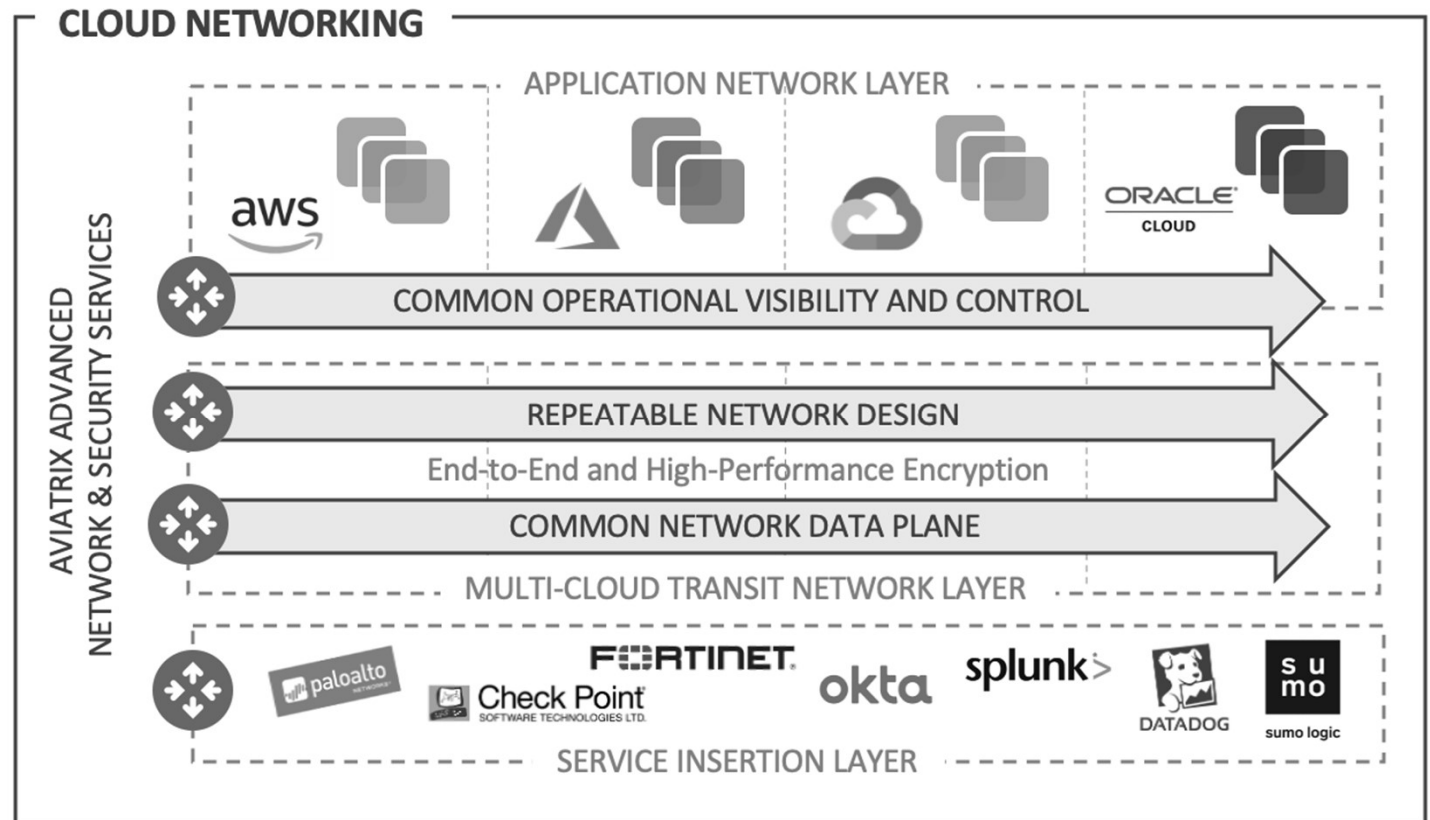 CLOUD NETWORKING
APPLICATION NETWORK LAYER
aws
ORACLE
CLOUD
COMMON OPERATIONAL VISIBILITY AND CONTROL
AVIATRIX ADVANCED
NETWORK & SECURITY SERVICES
REPEATABLE NETWORK DESIGN
End-to-End and High-Performance Encryption
COMMON NETWORK DATA PLANE
MULTI-CLOUD TRANSIT NETWORK LAYER
paloalto
NETWORKS
Check Point
SOFTWARE TECHNOLOGIES LTD.
FORTINET
okta
splunk>
DATADOG
su
mo
sumo logic
SERVICE INSERTION LAYER